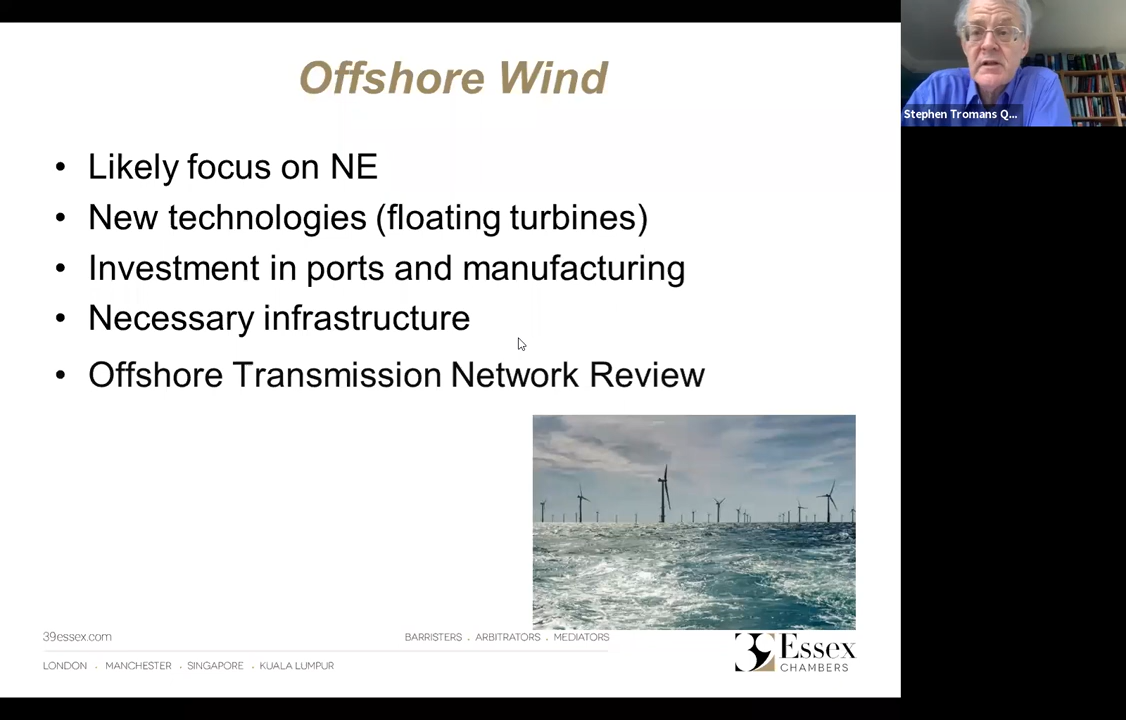 Offshore Wind
Stephen Tromans Q...
• Likely focus on NE
• New technologies (floating turbines)
• Investment in ports and manufacturing
• Necessary infrastructure
• Offshore Transmission Network Review
39essex.com
BARRISTERS . ARBITRATORS . MEDIATORS
39 Essex
CHAMBERS
LONDON . MANCHESTER . SINGAPORE . KUALA LUMPUR